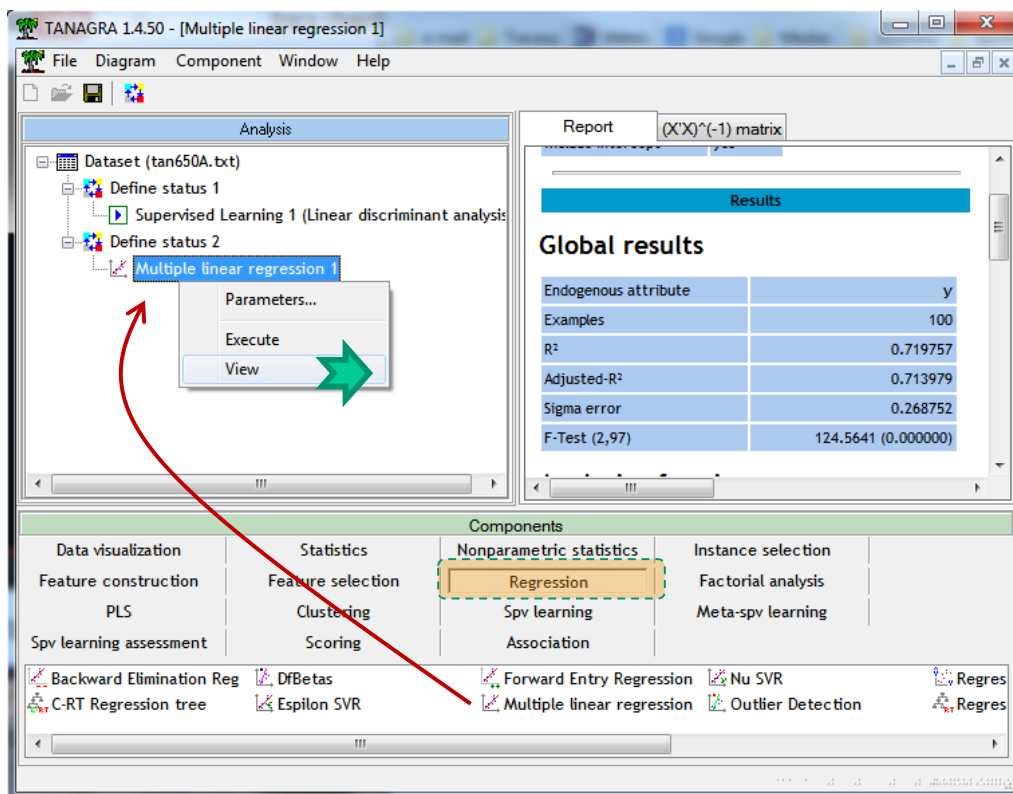 TANAGRA 1.4.50 - [Multiple linear regression 1]
File Diagram Component Window Help
Analysis
Dataset (tan650A.txt)
Define status 1
Supervised Learning 1 (Linear discriminant analysis
Define status 2
Multiple linear regression 1
Parameters...
Execute
View
Report (X'X)^(-1) matrix
Results
Global results
Endogenous attribute y
Examples 100
R² 0.719757
Adjusted-R² 0.713979
Sigma error 0.268752
F-Test (2,97) 124.5641 (0.000000)
Components
Data visualization Statistics Nonparametric statistics Instance selection
Feature construction Feature selection Regression Factorial analysis
PLS Clustering Spv learning Meta-spv learning
Spv learning assessment Scoring Association
Backward Elimination Reg DfBetas Forward Entry Regression Nu SVR Regres
C-RT Regression tree Espilon SVR Multiple linear regression Outlier Detection Regres